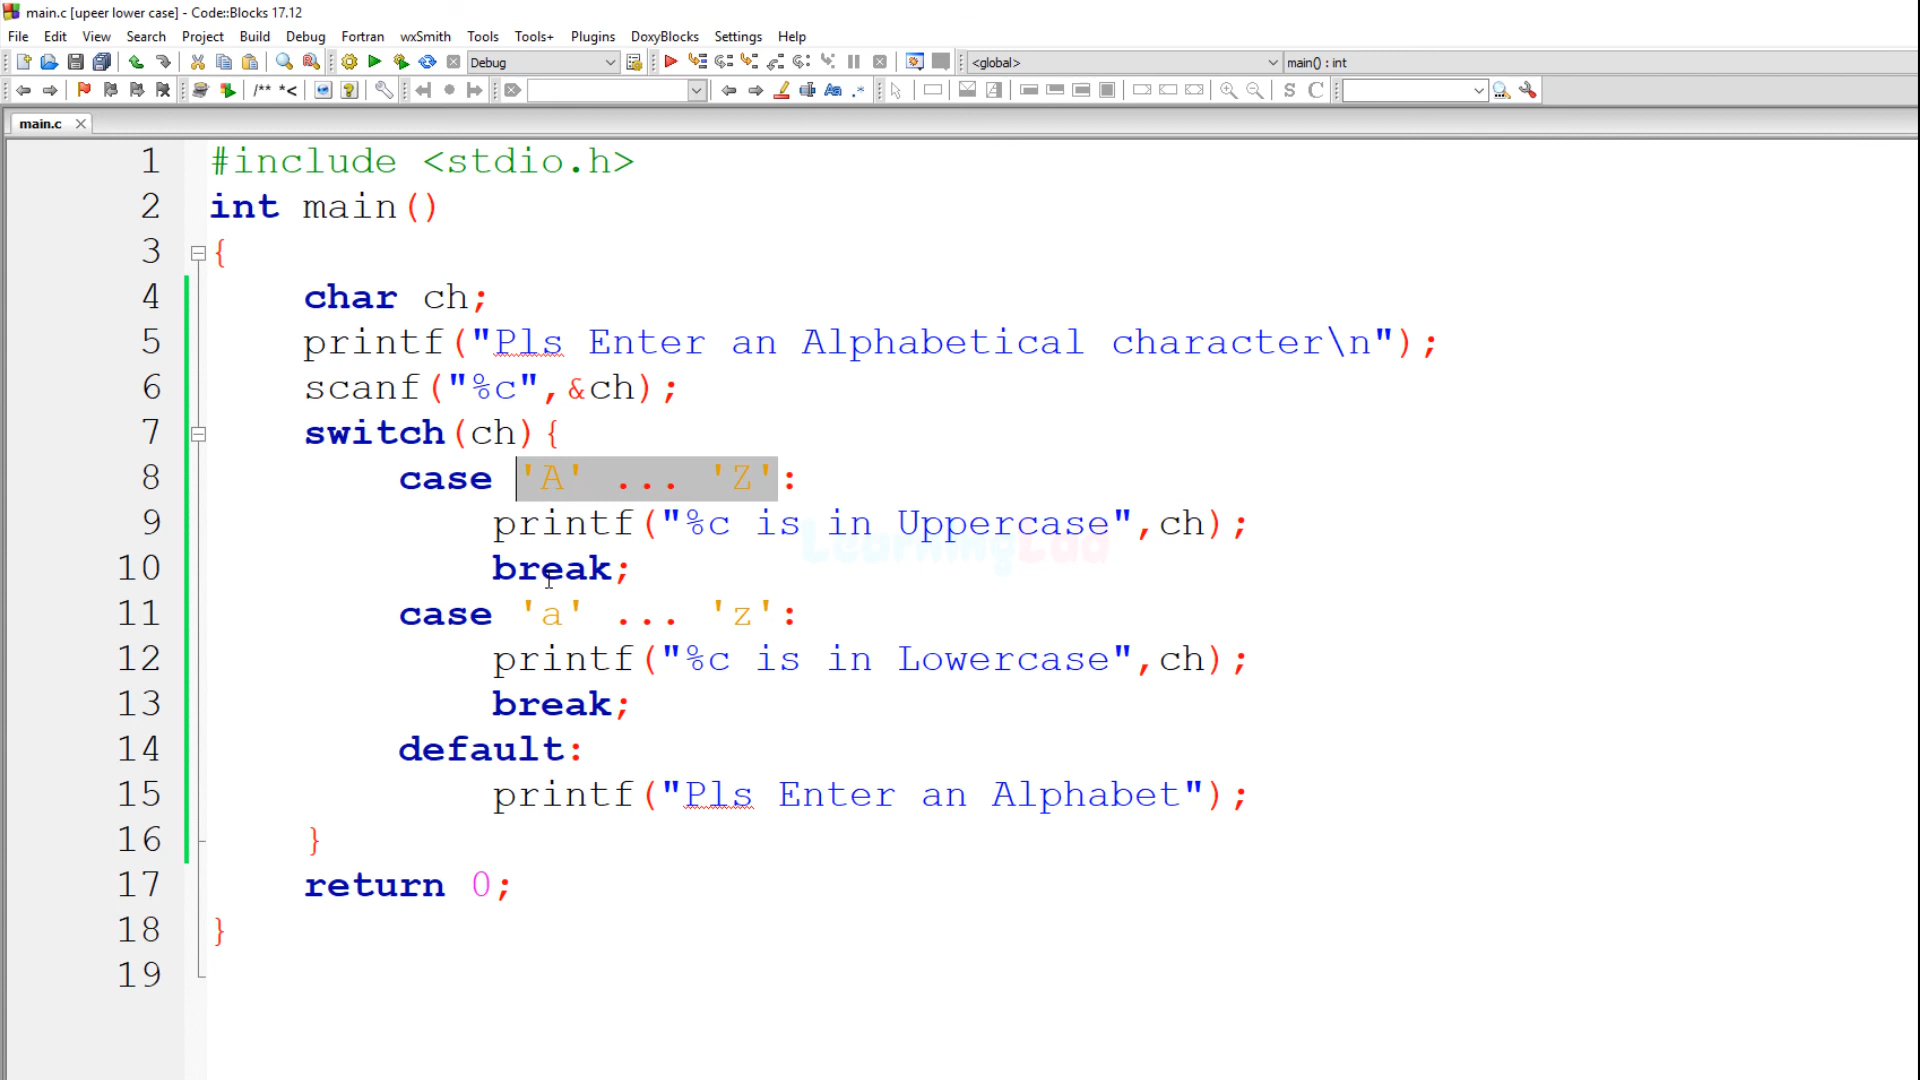 main.c [upeer lower case] - Code::Blocks 17.12
File Edit View Search Project Build Debug Fortran wxSmith Tools Tools+ Plugins DoxyBlocks Settings Help
Debug <global> main() : int
/** *< Aa .* S C
main.c
1 #include <stdio.h>
2 int main()
3 {
4 char ch;
5 printf("Pls Enter an Alphabetical character\n");
6 scanf("%c",&ch);
7 switch(ch){
8 case 'A' ... 'Z':
9 printf("%c is in Uppercase",ch);
LearningLad
10 break;
11 case 'a' ... 'z':
12 printf("%c is in Lowercase",ch);
13 break;
14 default:
15 printf("Pls Enter an Alphabet");
16 }
17 return 0;
18 }
19